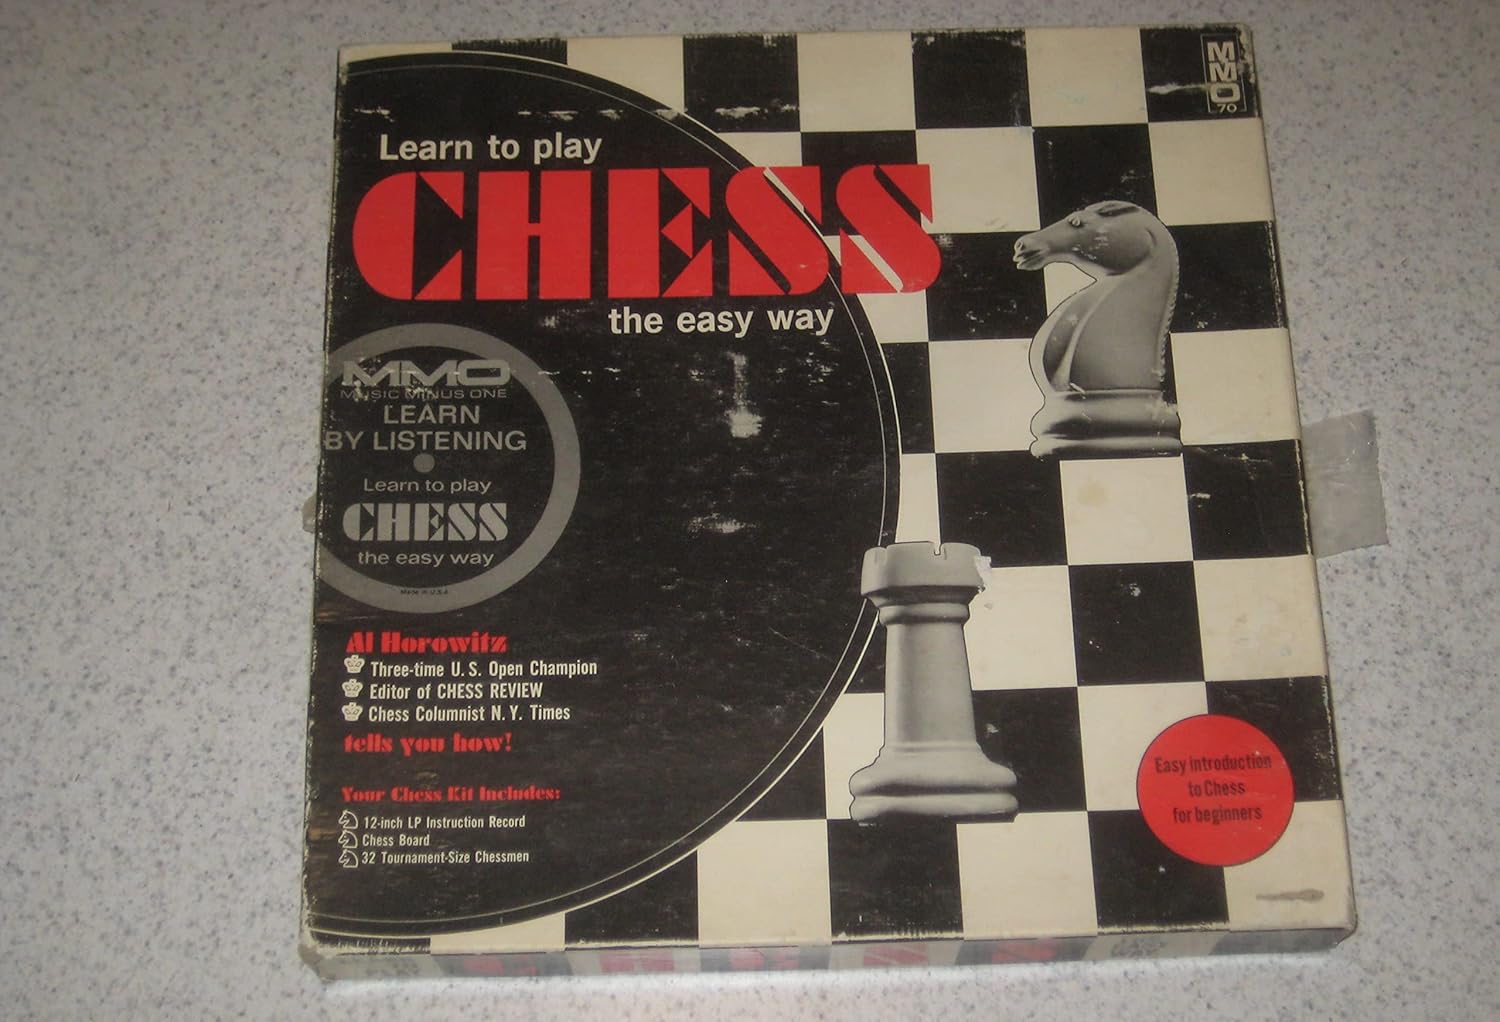 MMO
70
Learn to play
CHESS
the easy way
MMO
MUSIC MINUS ONE
LEARN
BY LISTENING
Learn to play
CHESS
the easy way
Made in U.S.A.
Al Horowitz
Three-time U.S. Open Champion
Editor of CHESS REVIEW
Chess Columnist N.Y. Times
tells you how!
Your Chess Kit Includes:
12-inch LP Instruction Record
Chess Board
32 Tournament-Size Chessmen
Easy introduction
to Chess
for beginners